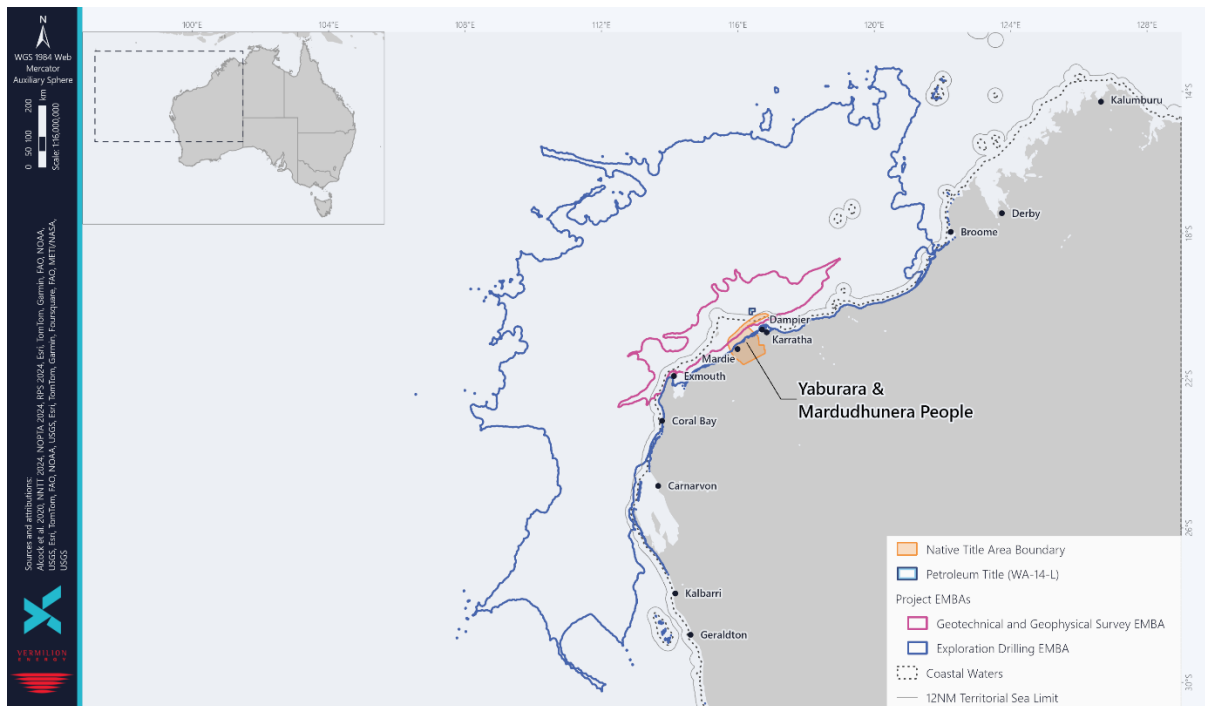 N
WGS 1984 Web
Mercator
Auxiliary Sphere
0 50 100 200
km
Scale: 1:16,000,000
Sources and attributions:
Alcock et al. 2020, NNTT 2024, NOPTA 2024, RPS 2024, Esri, TomTom, Garmin, FAO, NOAA,
USGS, Esri, TomTom, FAO, NOAA, USGS, Esri, TomTom, Garmin, Foursquare, FAO, METI/NASA,
USGS
VERMILION
ENERGY
100°E
104°E
108°E
112°E
116°E
120°E
124°E
128°E
14°S
18°S
22°S
26°S
30°S
Kalumburu
Derby
Broome
Dampier
Karratha
Mardie
Exmouth
Yaburara &
Mardudhunera People
Coral Bay
Carnarvon
Kalbarri
Geraldton
Native Title Area Boundary
Petroleum Title (WA-14-L)
Project EMBAs
Geotechnical and Geophysical Survey EMBA
Exploration Drilling EMBA
Coastal Waters
12NM Territorial Sea Limit